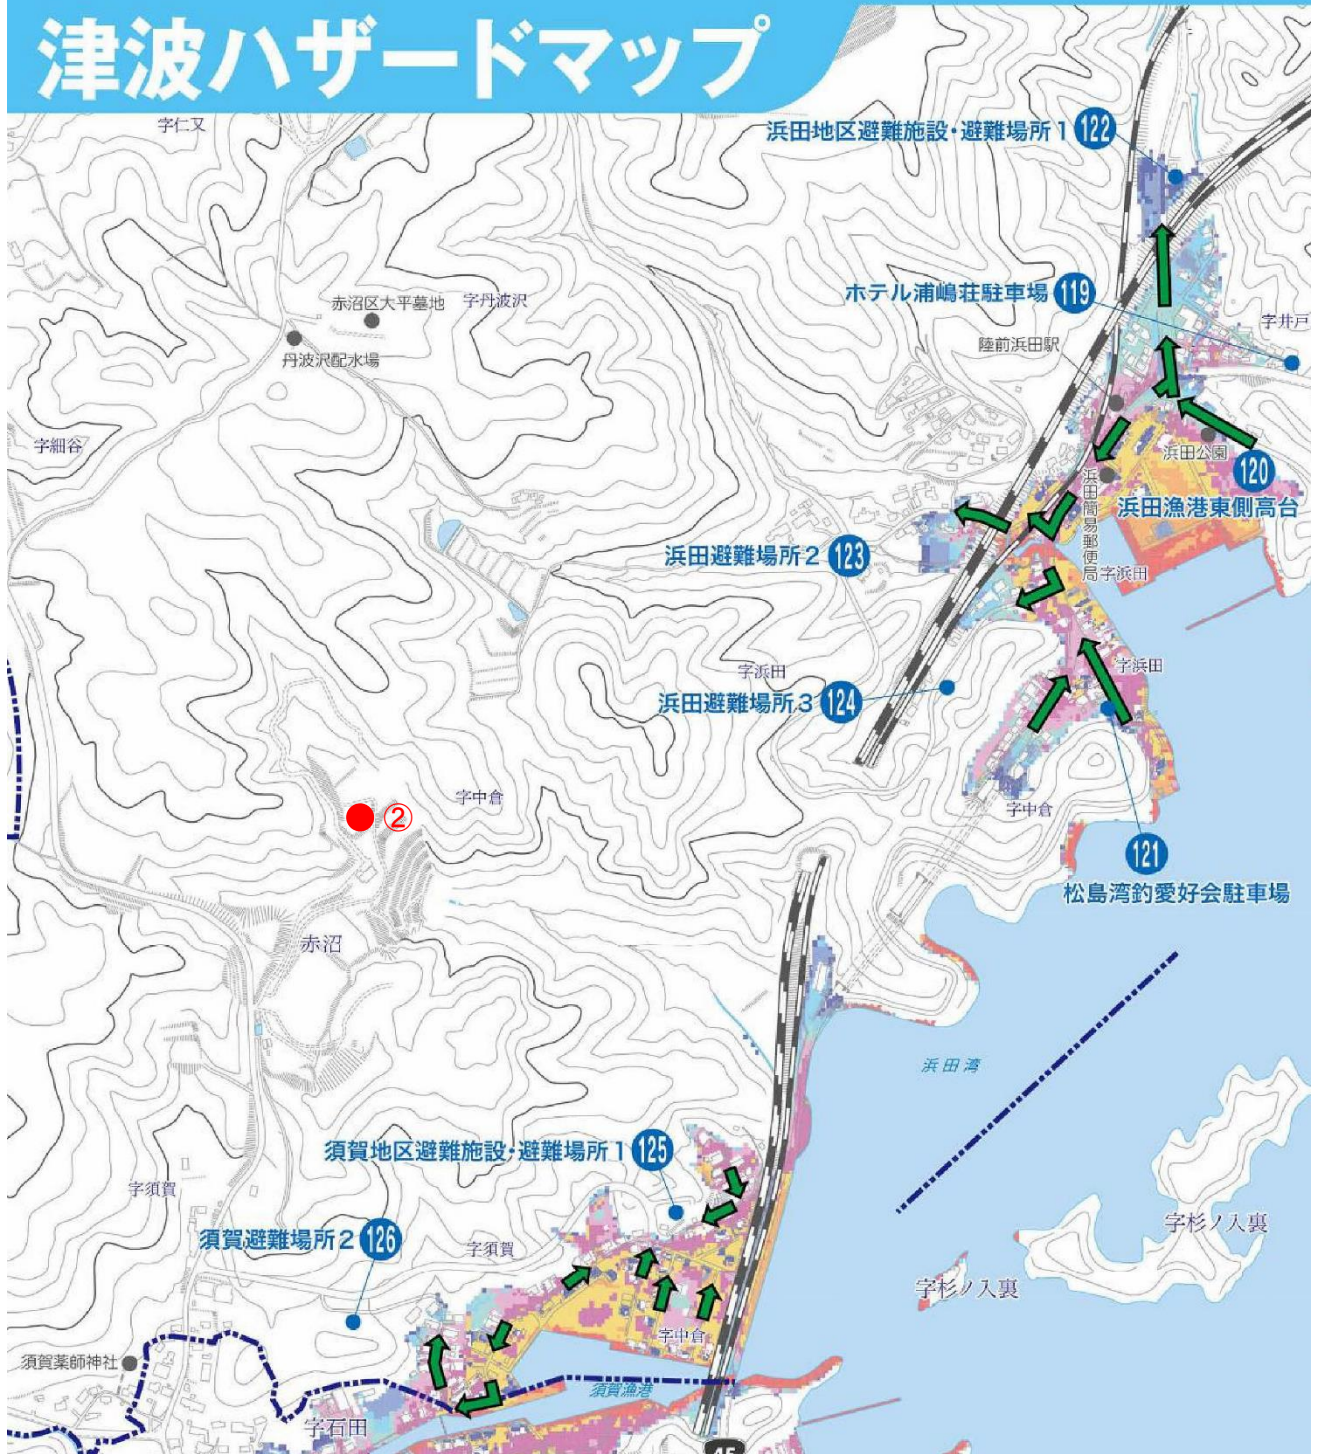 津波ハザードマップ
字仁又
浜田地区避難施設・避難場所1 122
赤沼区大平墓地
字丹波沢
ホテル浦嶋荘駐車場 119
字井戸
陸前浜田駅
丹波沢配水場
字細谷
浜田公園
120
浜田漁港東側高台
浜田簡易郵便局
浜田避難場所2 123
字浜田
字浜田
字浜田
浜田避難場所3 124
字中倉
② 
字中倉
121
松島湾釣愛好会駐車場
赤沼
浜田湾
須賀地区避難施設・避難場所1 125
字須賀
須賀避難場所2 126
字須賀
字杉ノ入裏
字杉ノ入裏
字中倉
須賀薬師神社
須賀漁港
字石田
45